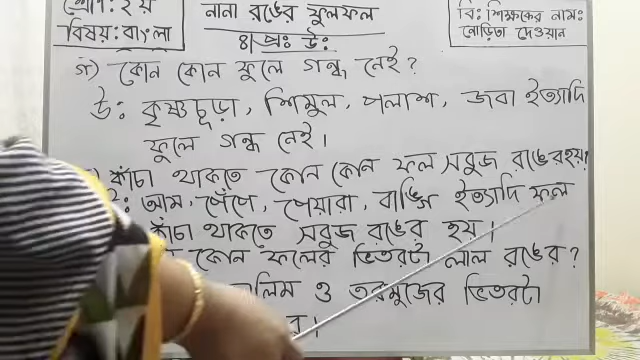 শ্রেণি: ২য়
বিষয়: বাংলা
নানা রঙের ফুলফল
৪। প্রঃ উঃ
বি: শিক্ষকের নাম:
নোড়িতা দেওয়ান
গ) কোন কোন ফুলে গন্ধ নেই?
উঃ কৃষ্ণচূড়া, শিমুল, পলাশ, জবা ইত্যাদি
ফুলে গন্ধ নেই।
কাঁচা থাকতে কোন কোন ফল সবুজ রঙের হয়।
উঃ আম, পেঁপে, পেয়ারা, বাঙ্গি ইত্যাদি ফল
কাঁচা থাকতে সবুজ রঙের হয়।
কোন ফলের ভিতরটা লাল রঙের?
ও তরমুজের ভিতরটা